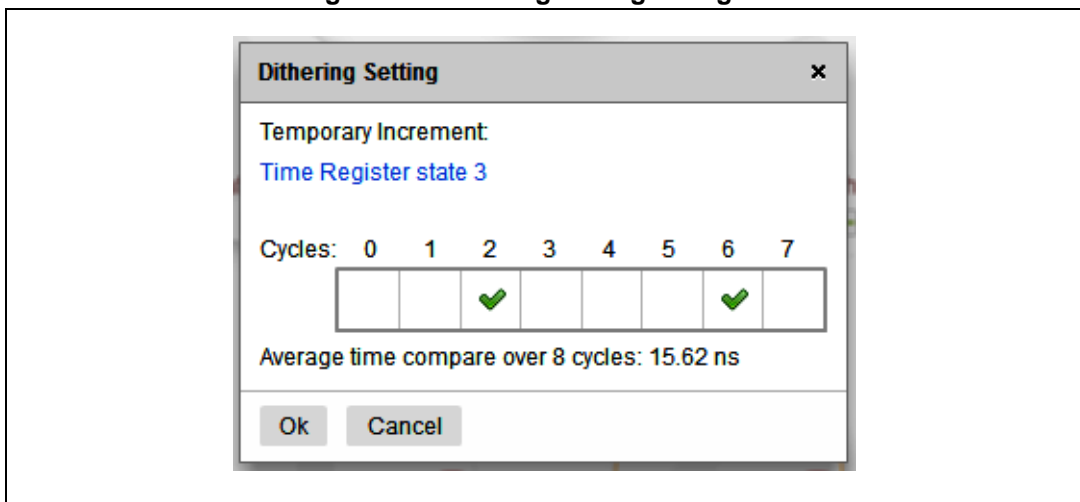 Dithering Setting ×
Temporary Increment:
Time Register state 3
Cycles: 0 1 2 3 4 5 6 7
Average time compare over 8 cycles: 15.62 ns
Ok Cancel